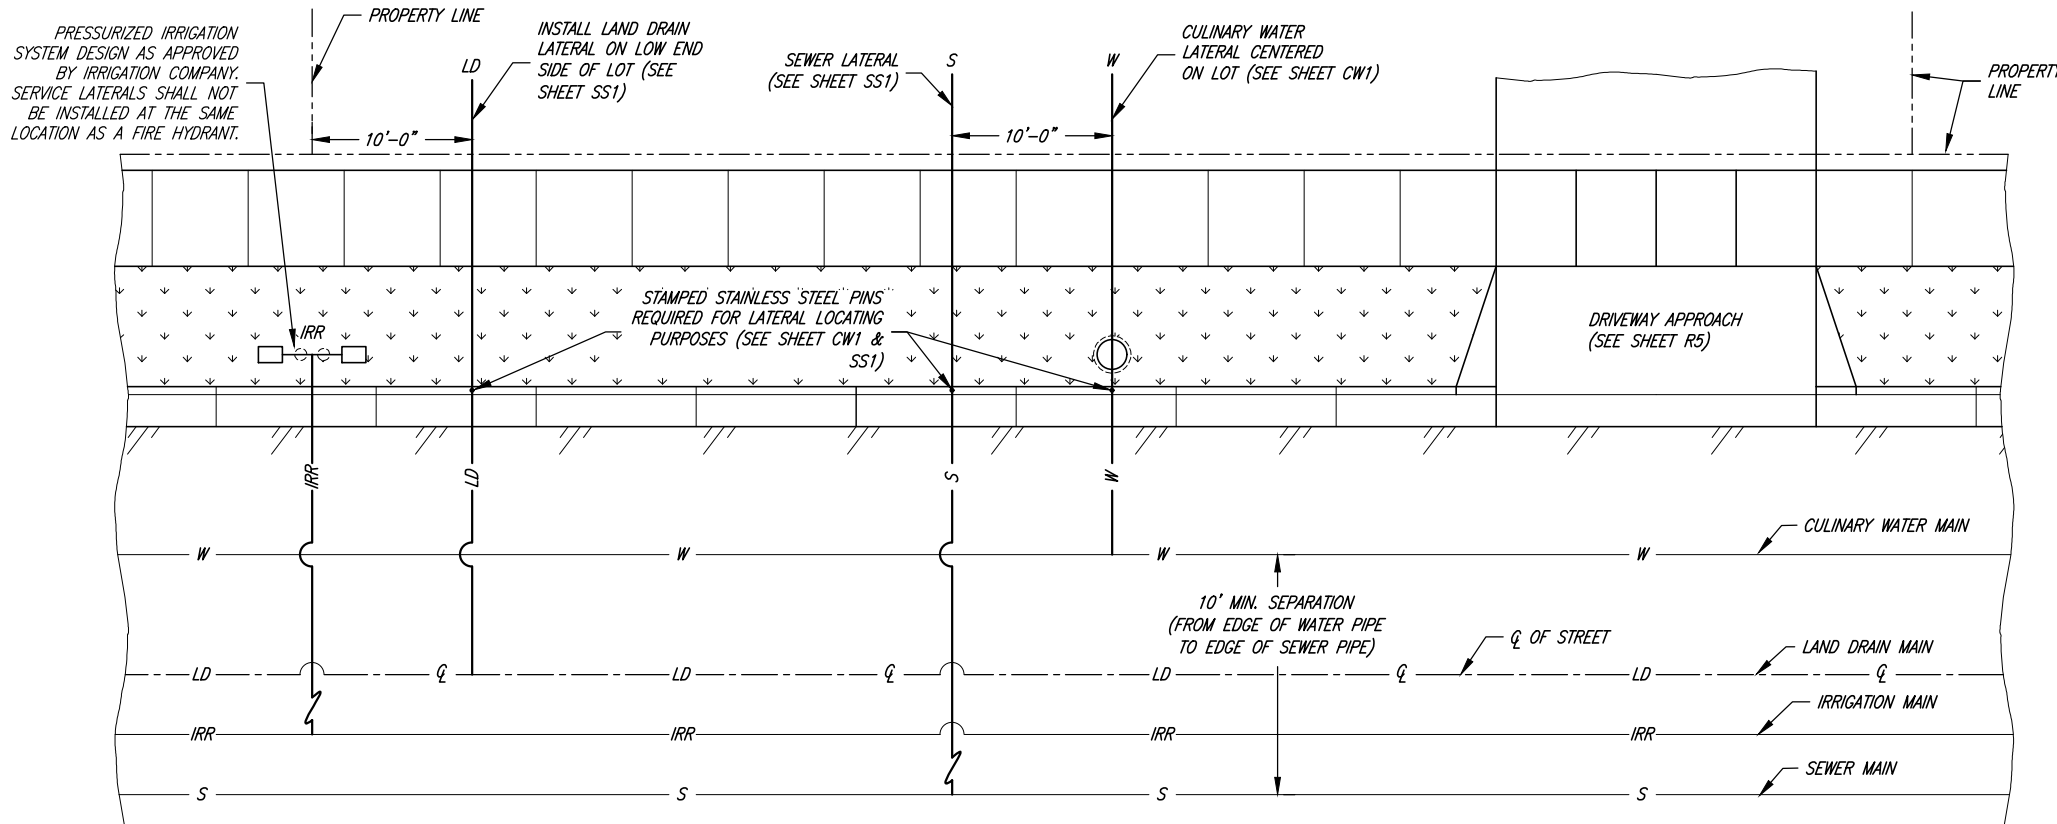 PRESSURIZED IRRIGATION
SYSTEM DESIGN AS APPROVED
BY IRRIGATION COMPANY.
SERVICE LATERALS SHALL NOT
BE INSTALLED AT THE SAME
LOCATION AS A FIRE HYDRANT.
PROPERTY LINE
INSTALL LAND DRAIN
LATERAL ON LOW END
SIDE OF LOT (SEE
SHEET SS1)
LD
SEWER LATERAL
(SEE SHEET SS1)
S
W
CULINARY WATER
LATERAL CENTERED
ON LOT (SEE SHEET CW1)
PROPERTY
LINE
10'-0"
10'-0"
STAMPED STAINLESS STEEL PINS
REQUIRED FOR LATERAL LOCATING
PURPOSES (SEE SHEET CW1 &
SS1)
IRR
DRIVEWAY APPROACH
(SEE SHEET R5)
IRR
LD
S
W
CULINARY WATER MAIN
W
W
W
W
10' MIN. SEPARATION
(FROM EDGE OF WATER PIPE
TO EDGE OF SEWER PIPE)
℄ OF STREET
LAND DRAIN MAIN
LD ℄ LD ℄ LD ℄ LD ℄
IRRIGATION MAIN
IRR IRR IRR IRR
SEWER MAIN
S S S S